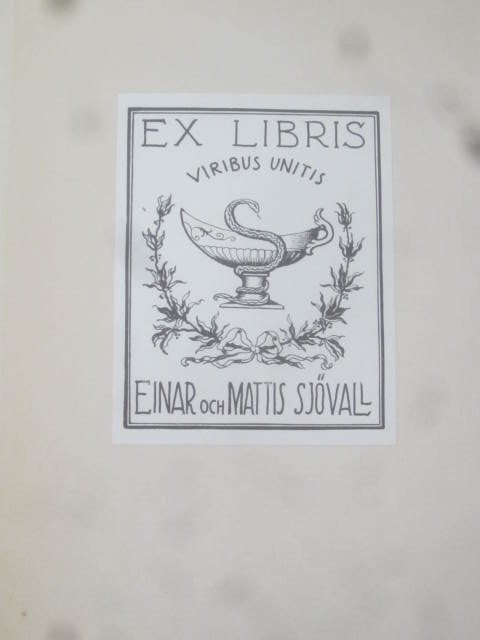 EX LIBRIS
VIRIBUS UNITIS
EINAR OCH MATTIS SJÖVALL